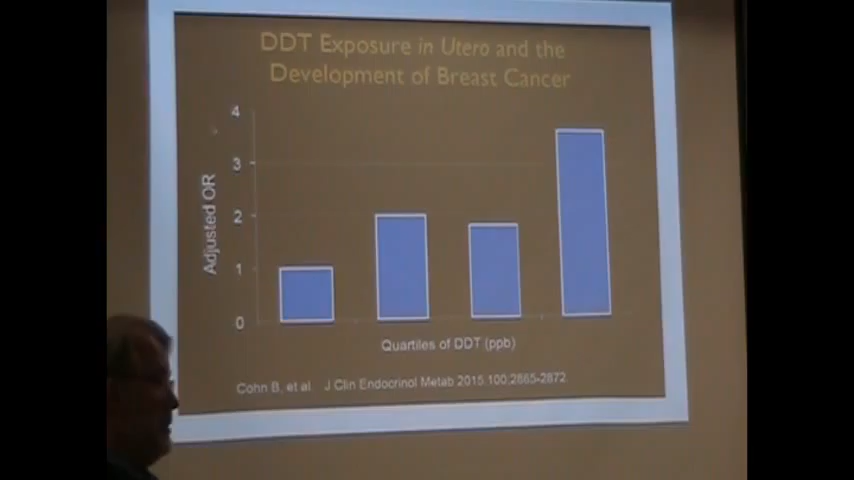 DDT Exposure in Utero and the
Development of Breast Cancer
4
3
2
1
0
Adjusted OR
Quartiles of DDT (ppb)
Cohn B, et al. J Clin Endocrinol Metab 2015 100:2865-2872